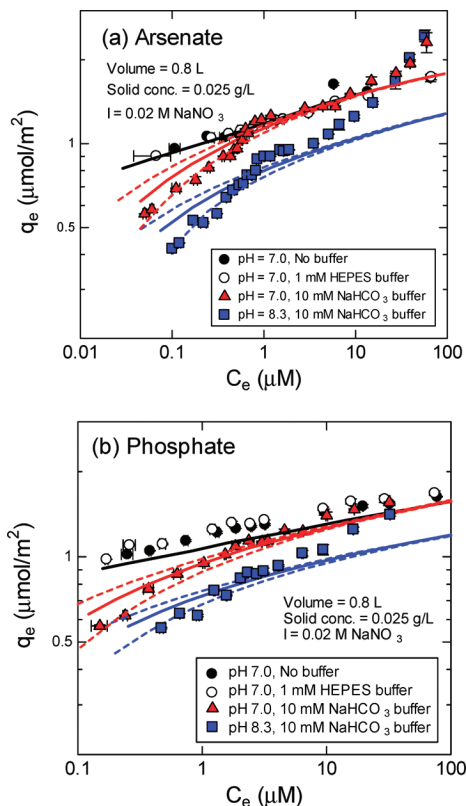 (a) Arsenate
Volume = 0.8 L
Solid conc. = 0.025 g/L
I = 0.02 M NaNO3
qe (μmol/m2)
1
0.5
pH = 7.0, No buffer
pH = 7.0, 1 mM HEPES buffer
pH = 7.0, 10 mM NaHCO3 buffer
pH = 8.3, 10 mM NaHCO3 buffer
0.01 0.1 1 10 100
Ce (μM)
(b) Phosphate
qe (μmol/m2)
1
0.5
Volume = 0.8 L
Solid conc. = 0.025 g/L
I = 0.02 M NaNO3
pH 7.0, No buffer
pH 7.0, 1 mM HEPES buffer
pH 7.0, 10 mM NaHCO3 buffer
pH 8.3, 10 mM NaHCO3 buffer
0.1 1 10 100
Ce (μM)